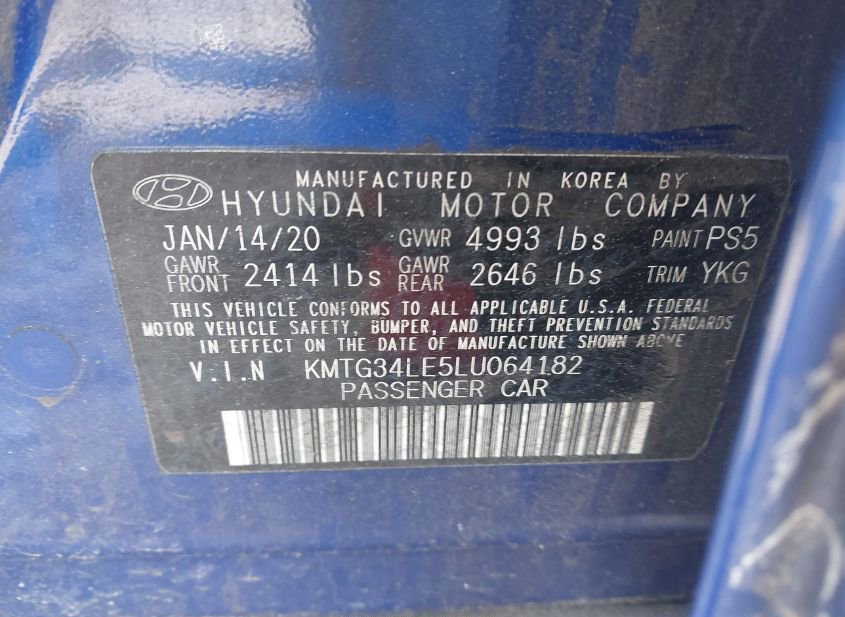 MANUFACTURED IN KOREA BY
HYUNDAI MOTOR COMPANY
JAN/14/20 GVWR 4993 lbs PAINT PS5
GAWR FRONT 2414 lbs GAWR REAR 2646 lbs TRIM YKG
THIS VEHICLE CONFORMS TO ALL APPLICABLE U.S.A. FEDERAL
MOTOR VEHICLE SAFETY, BUMPER, AND THEFT PREVENTION STANDARDS
IN EFFECT ON THE DATE OF MANUFACTURE SHOWN ABOVE
V.I.N KMTG34LE5LU064182
PASSENGER CAR